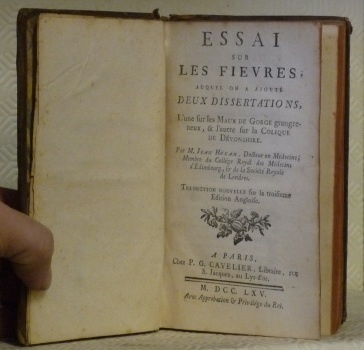 ESSAI
SUR
LES FIEVRES,
AUQUEL ON A AJOUTÉ
DEUX DISSERTATIONS,
L'une sur les MAUX DE GORGE gangre-
neux, & l'autre sur la COLIQUE
DE DÉVONSHIRE.
Par M. JEAN HUXAM, Docteur en Médecine;
Membre du Collége Royal des Médecins
d'Edimbourg, & de la Société Royale
de Londres.
TRADUCTION NOUVELLE sur la troisieme
Edition Angloise.
A PARIS,
Chez P. G. CAVELIER, Libraire, rue
S. Jacques, au Lys d'or.
M. DCC. LXV.
Avec Approbation & Privilége du Roi.